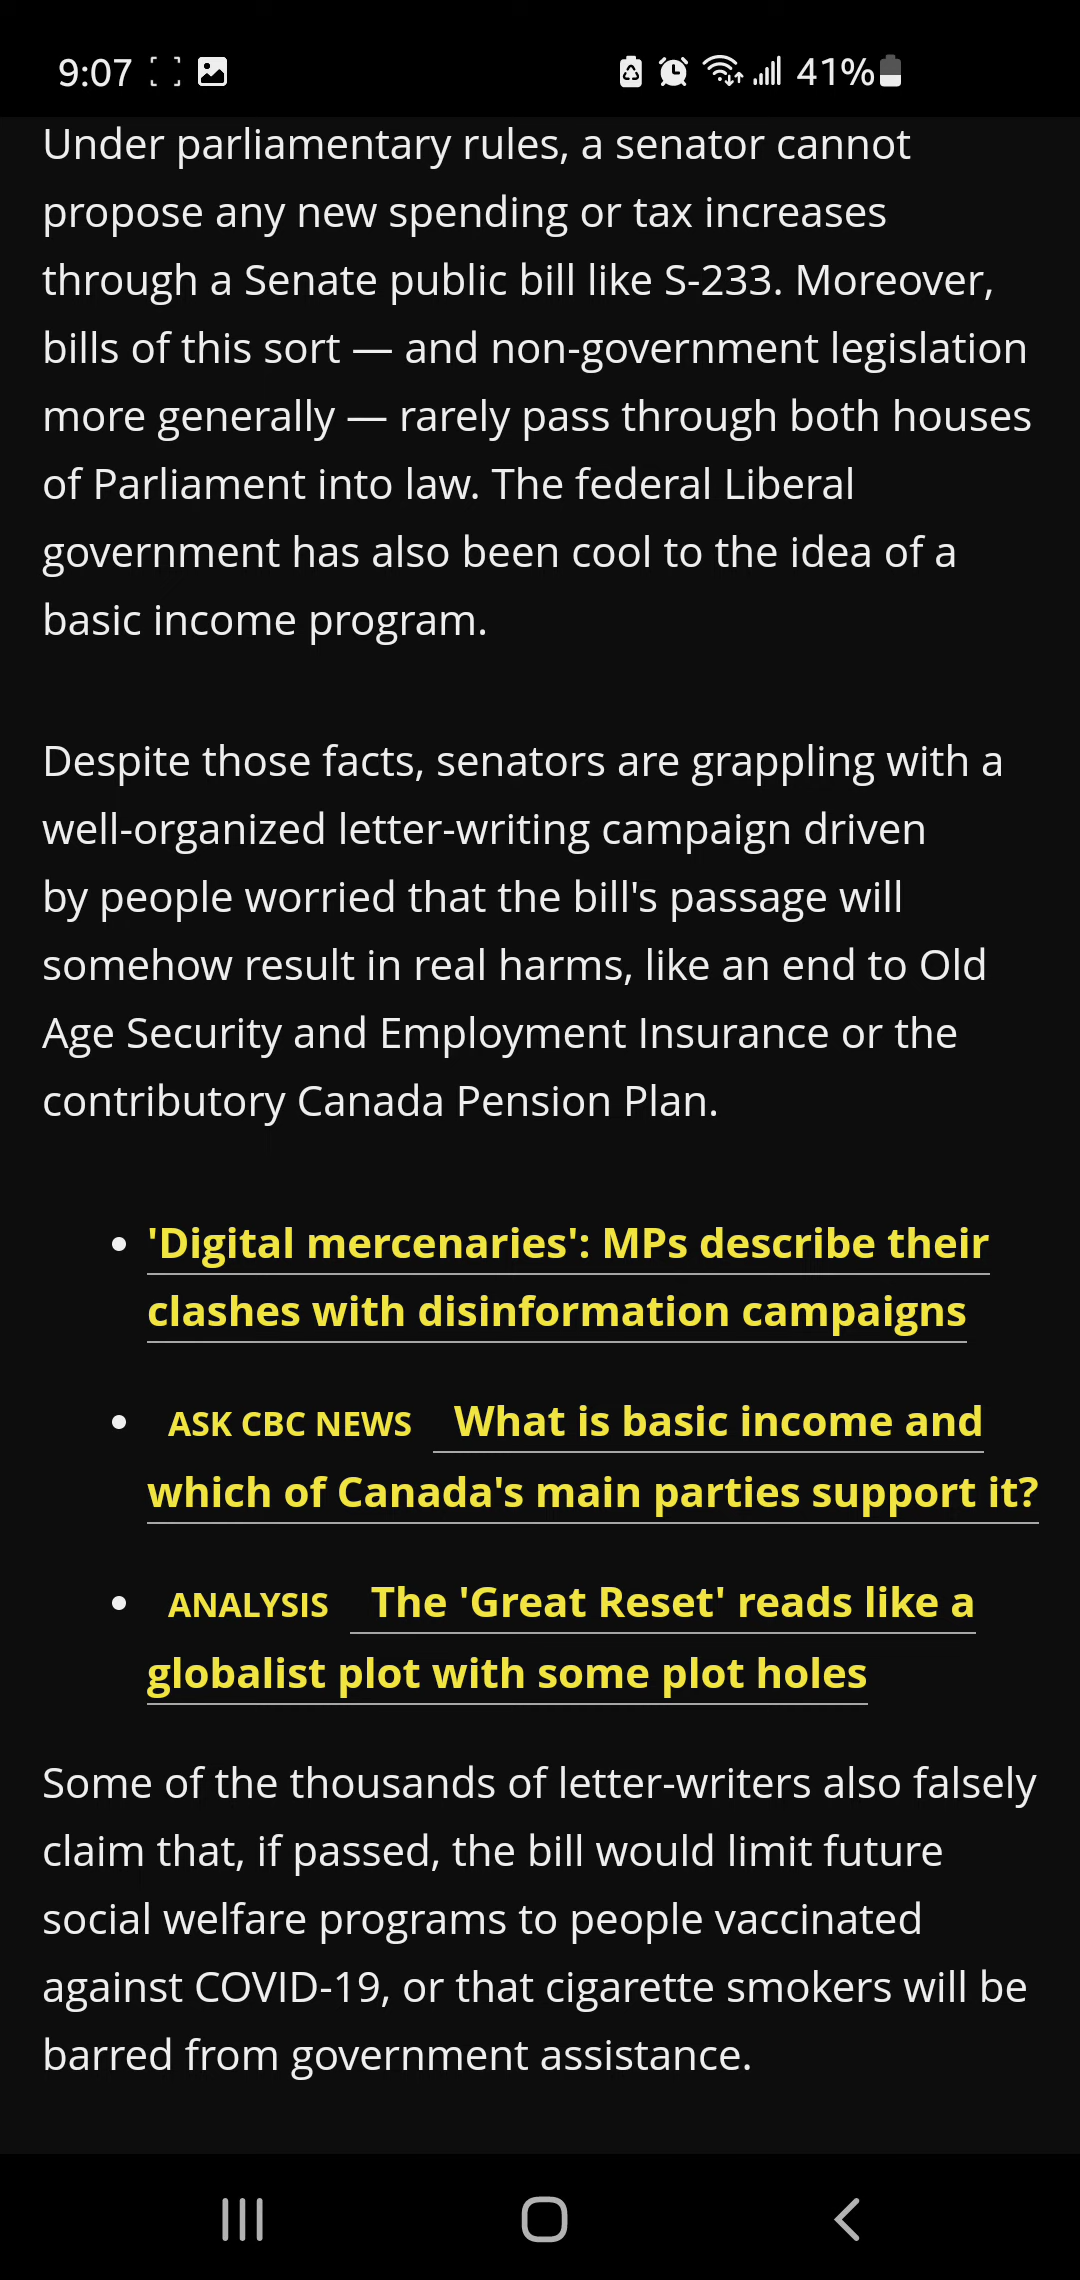 9:07 41%
Under parliamentary rules, a senator cannot
propose any new spending or tax increases
through a Senate public bill like S-233. Moreover,
bills of this sort — and non-government legislation
more generally — rarely pass through both houses
of Parliament into law. The federal Liberal
government has also been cool to the idea of a
basic income program.
Despite those facts, senators are grappling with a
well-organized letter-writing campaign driven
by people worried that the bill's passage will
somehow result in real harms, like an end to Old
Age Security and Employment Insurance or the
contributory Canada Pension Plan.
• 'Digital mercenaries': MPs describe their
clashes with disinformation campaigns
• ASK CBC NEWS What is basic income and
which of Canada's main parties support it?
• ANALYSIS The 'Great Reset' reads like a
globalist plot with some plot holes
Some of the thousands of letter-writers also falsely
claim that, if passed, the bill would limit future
social welfare programs to people vaccinated
against COVID-19, or that cigarette smokers will be
barred from government assistance.